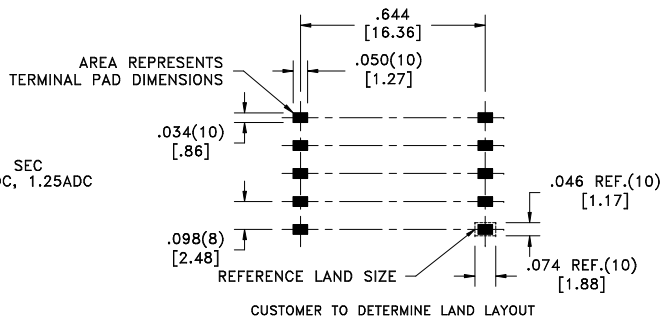 .644
[16.36]
AREA REPRESENTS
TERMINAL PAD DIMENSIONS
.050(10)
[1.27]
.034(10)
[.86]
SEC
C, 1.25ADC
.046 REF.(10)
[1.17]
.098(8)
[2.48]
REFERENCE LAND SIZE
.074 REF.(10)
[1.88]
CUSTOMER TO DETERMINE LAND LAYOUT